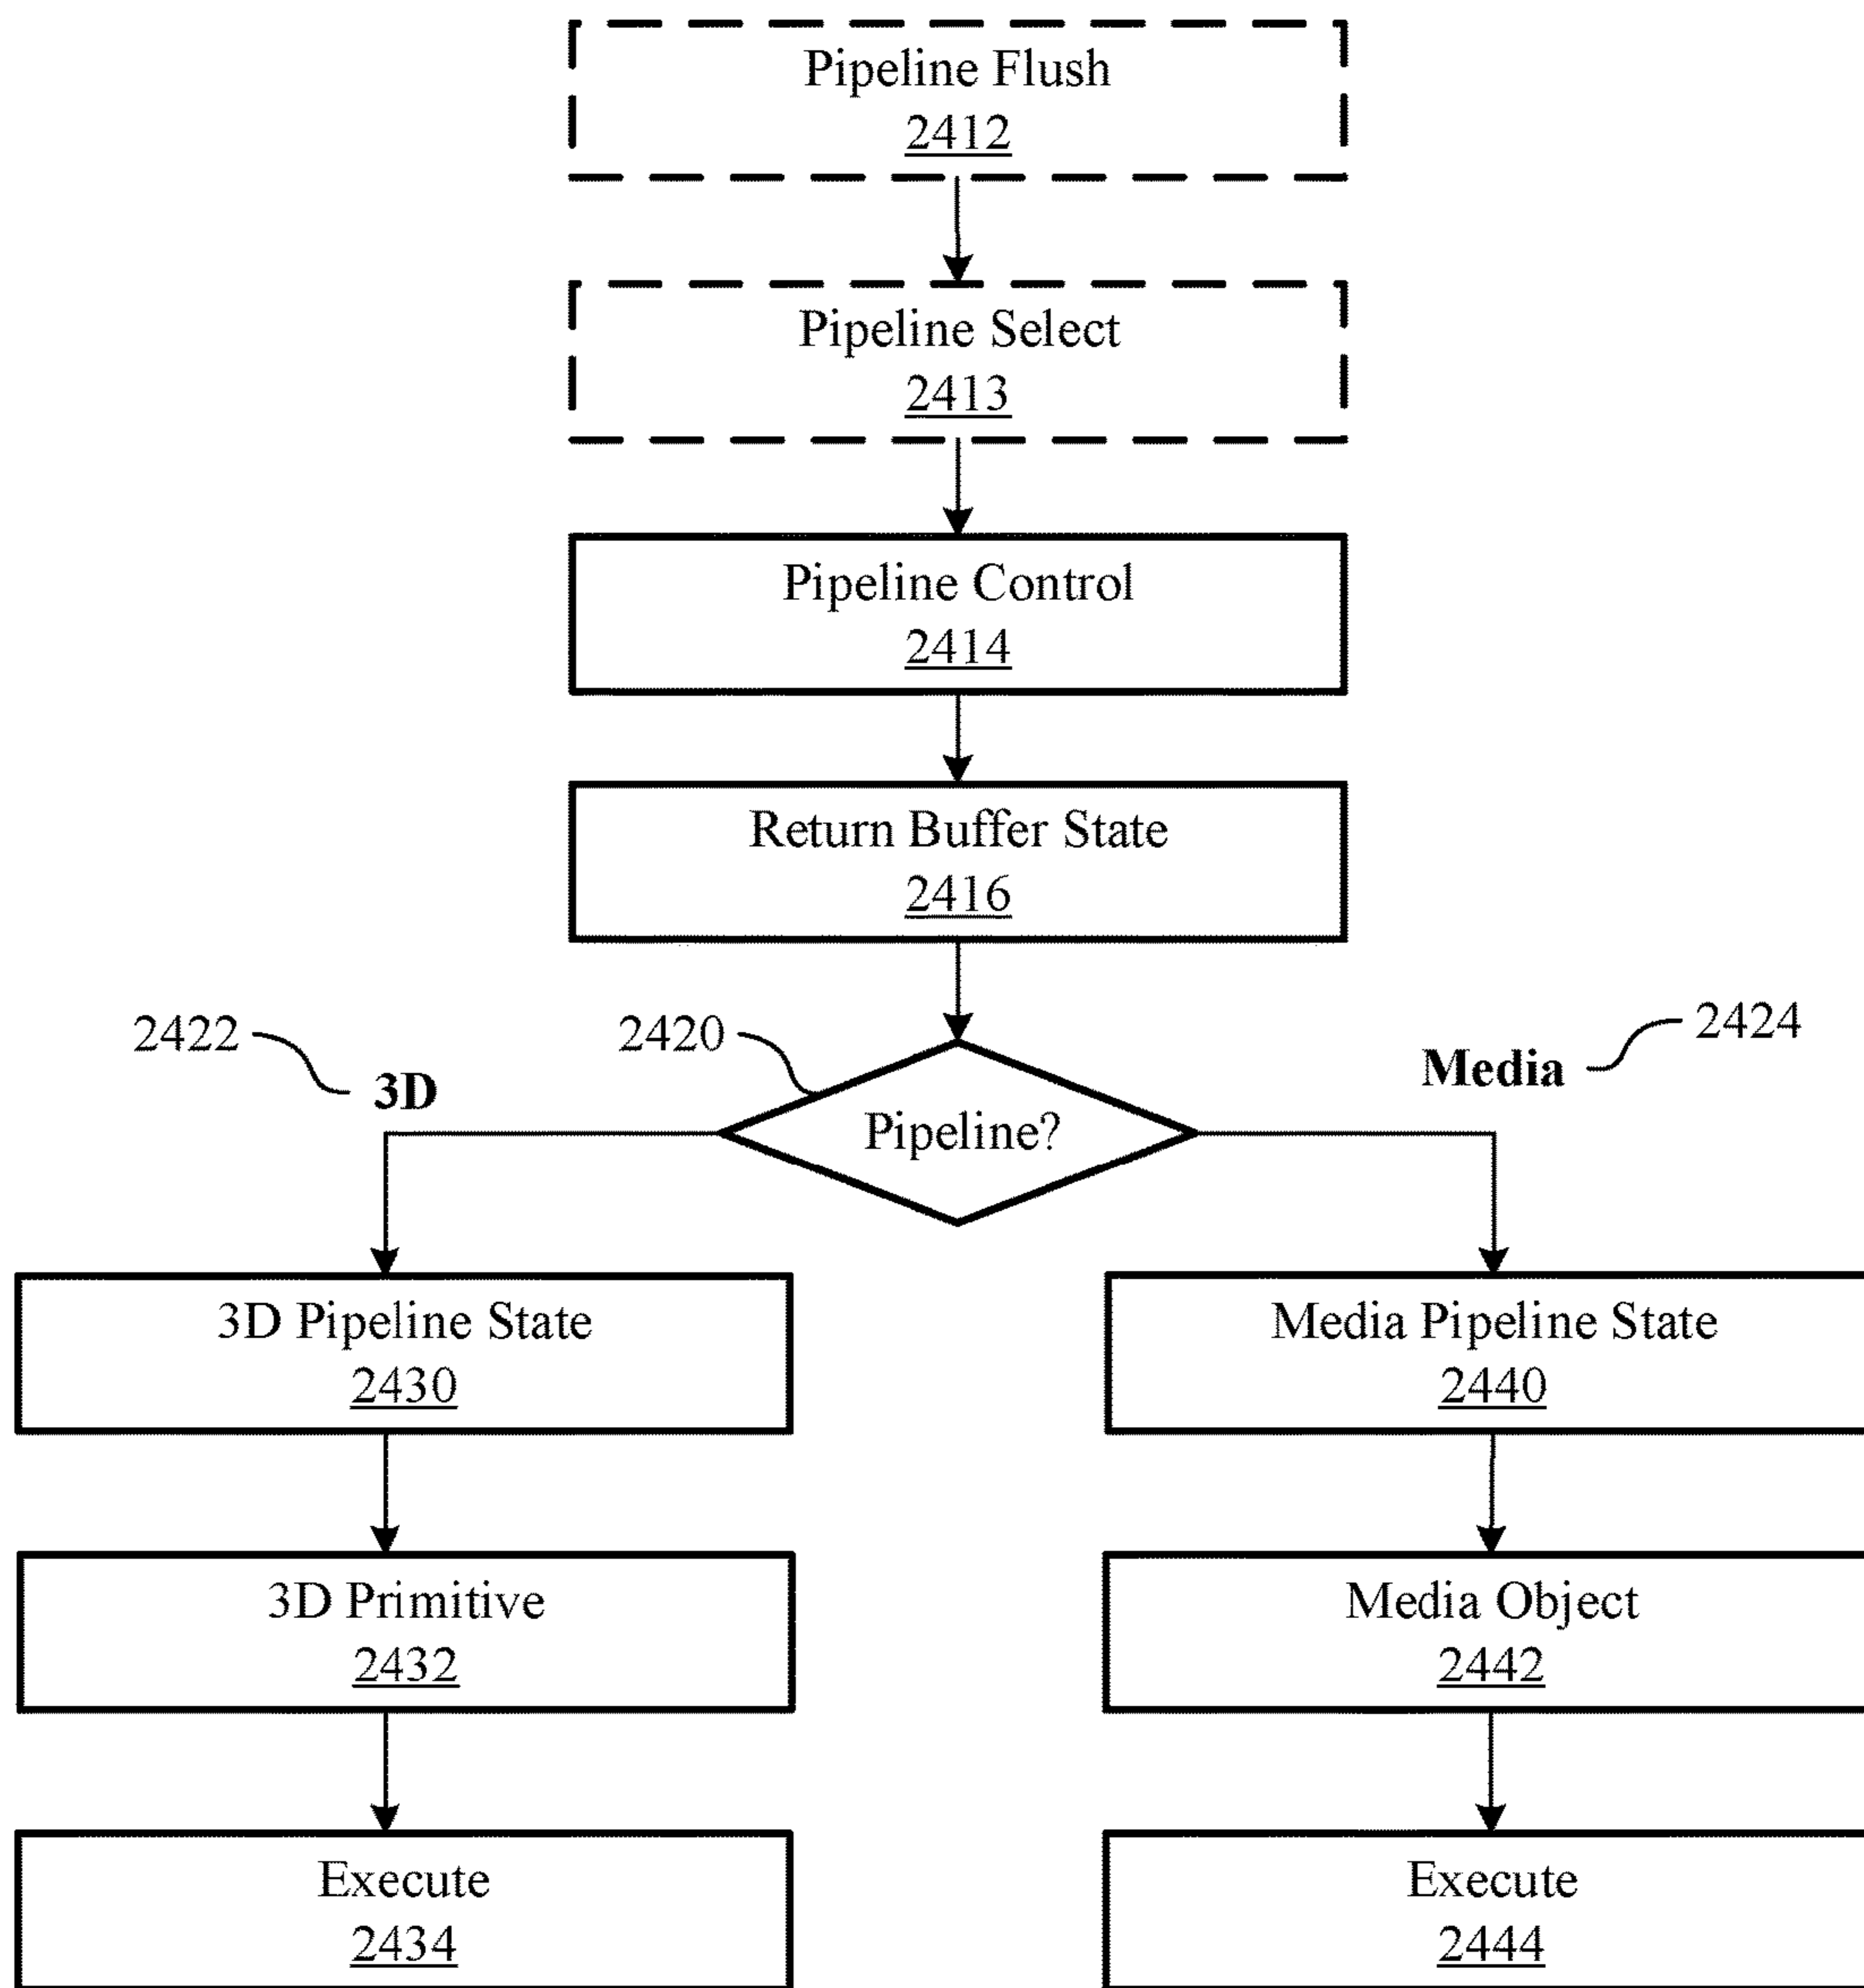 Pipeline Flush
2412
Pipeline Select
2413
Pipeline Control
2414
Return Buffer State
2416
2422
2420
2424
3D
Media
Pipeline?
3D Pipeline State
2430
Media Pipeline State
2440
3D Primitive
2432
Media Object
2442
Execute
2434
Execute
2444